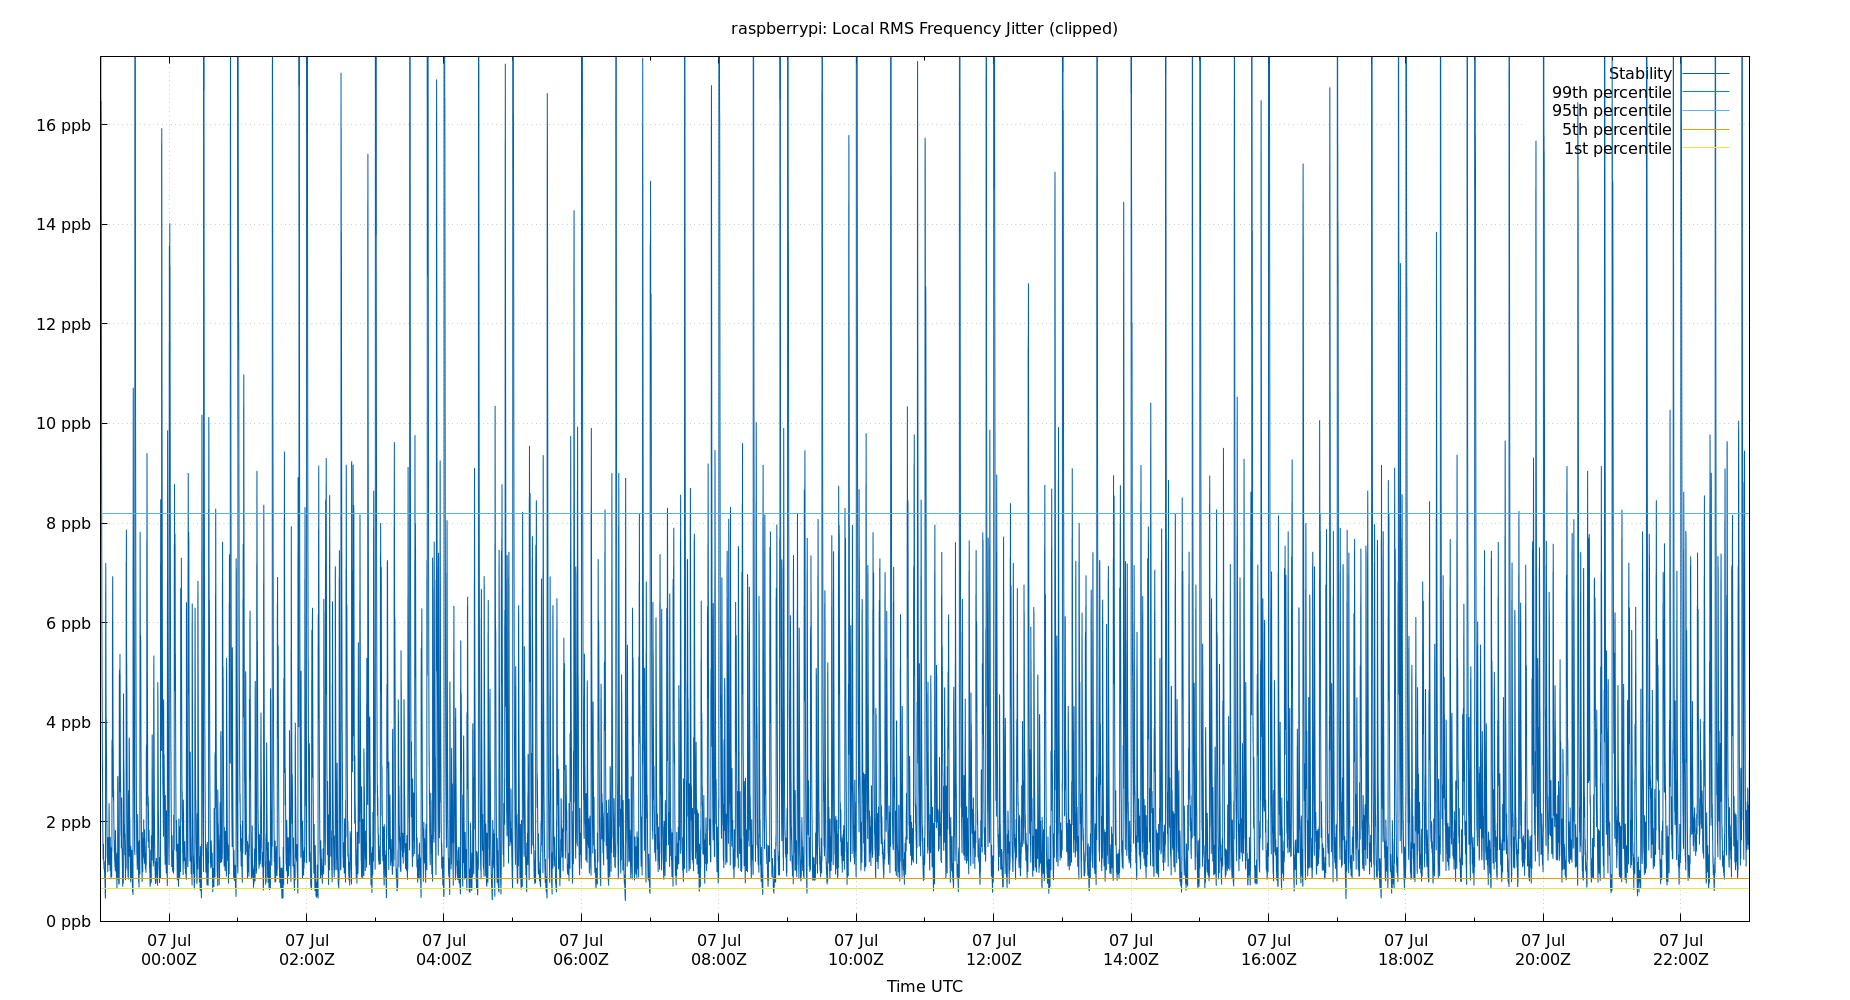 raspberrypi: Local RMS Frequency Jitter (clipped)
Stability
99th percentile
95th percentile
5th percentile
1st percentile
16 ppb
14 ppb
12 ppb
10 ppb
8 ppb
6 ppb
4 ppb
2 ppb
0 ppb
07 Jul 07 Jul 07 Jul 07 Jul 07 Jul 07 Jul 07 Jul 07 Jul 07 Jul 07 Jul 07 Jul 07 Jul
00:00Z 02:00Z 04:00Z 06:00Z 08:00Z 10:00Z 12:00Z 14:00Z 16:00Z 18:00Z 20:00Z 22:00Z
Time UTC